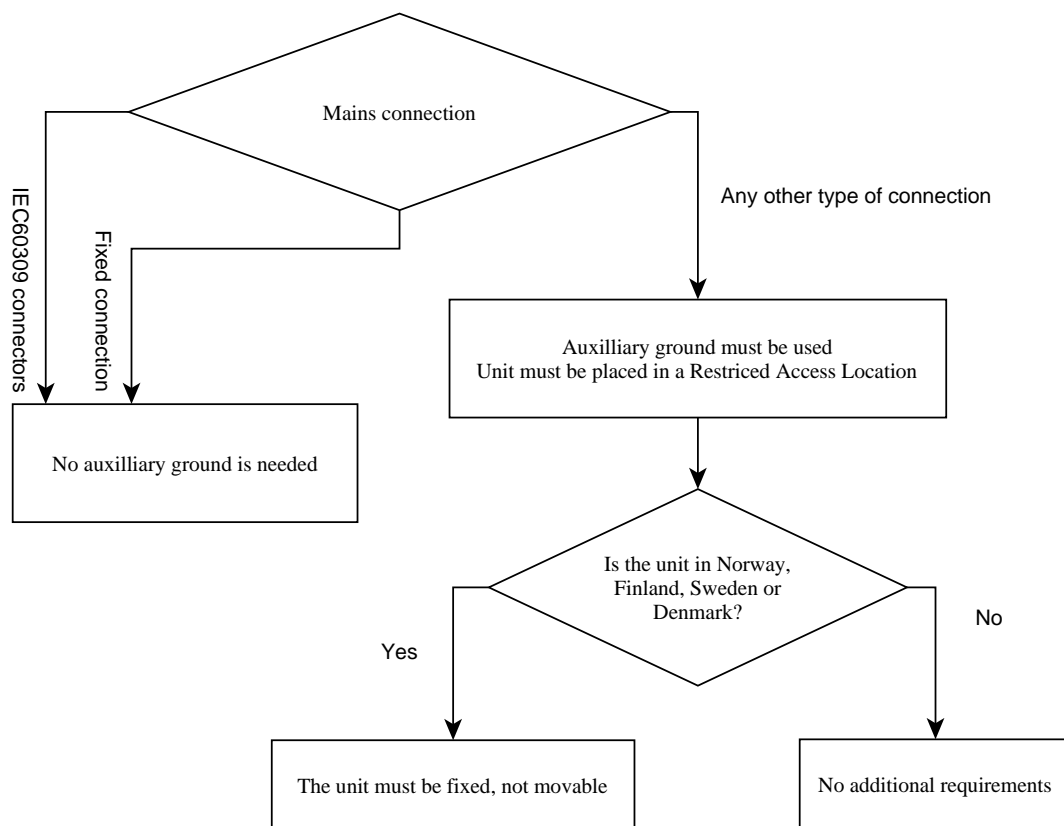 Mains connection
IEC60309 connectors
Fixed connection
Any other type of connection
Auxilliary ground must be used
Unit must be placed in a Restriced Access Location
No auxilliary ground is needed
Is the unit in Norway,
Finland, Sweden or
Denmark?
Yes
No
The unit must be fixed, not movable
No additional requirements